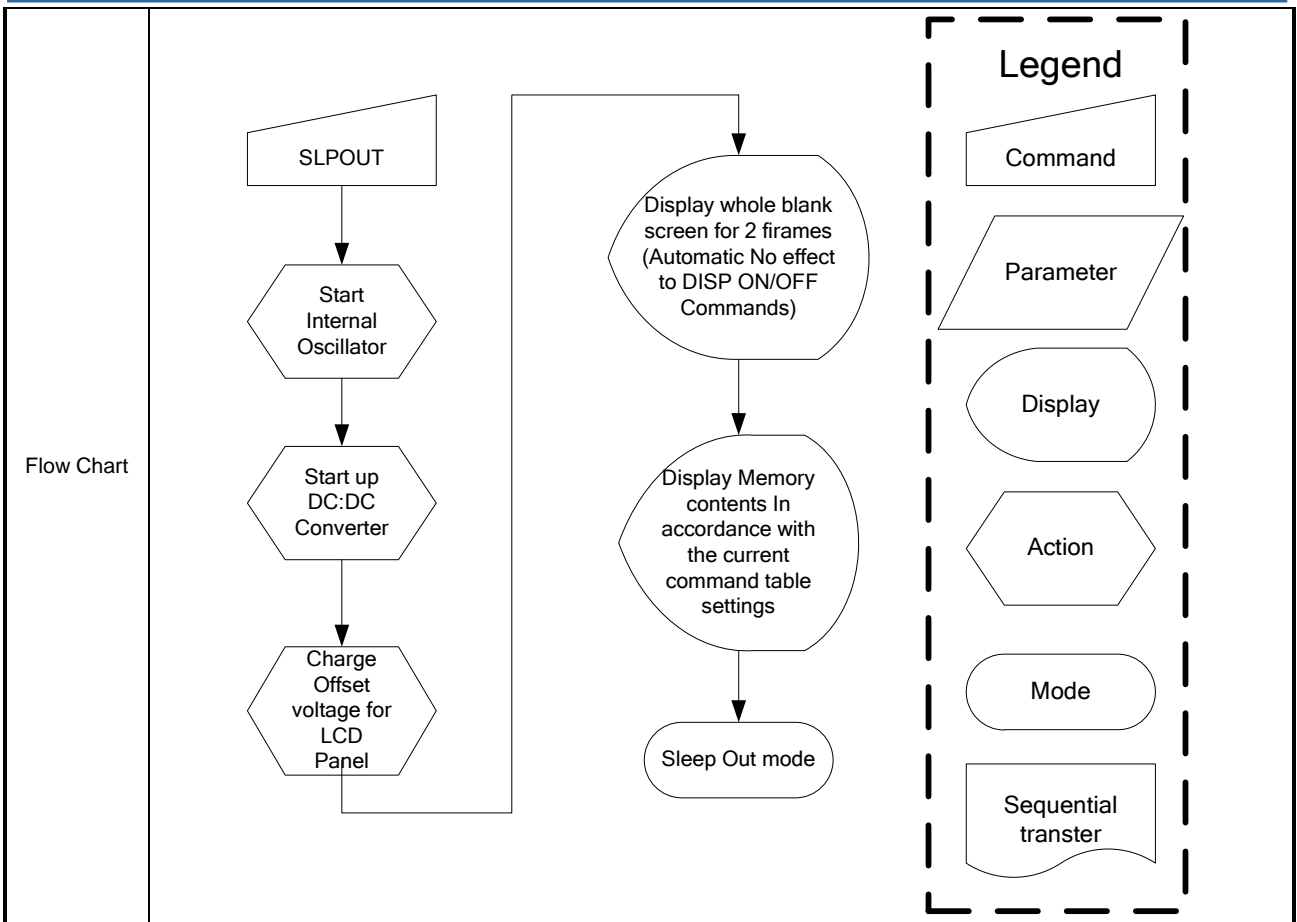 Flow Chart
SLPOUT
Start
Internal
Oscillator
Start up
DC:DC
Converter
Charge
Offset
voltage for
LCD
Panel
Display whole blank
screen for 2 firames
(Automatic No effect
to DISP ON/OFF
Commands)
Display Memory
contents In
accordance with
the current
command table
settings
Sleep Out mode
Legend
Command
Parameter
Display
Action
Mode
Sequential
transter